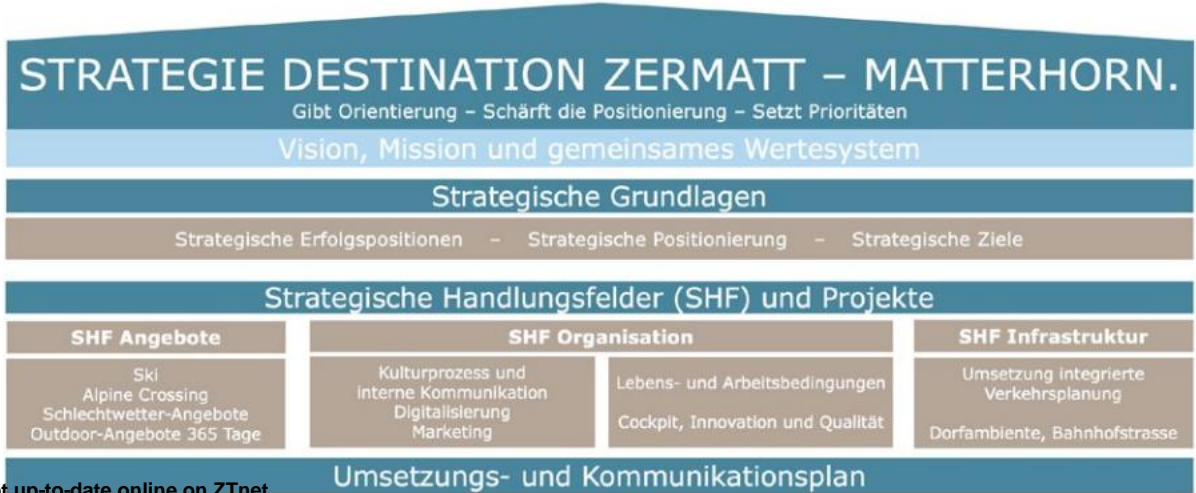 STRATEGIE DESTINATION ZERMATT – MATTERHORN.
Gibt Orientierung – Schärft die Positionierung – Setzt Prioritäten
Vision, Mission und gemeinsames Wertesystem
Strategische Grundlagen
Strategische Erfolgspositionen – Strategische Positionierung – Strategische Ziele
Strategische Handlungsfelder (SHF) und Projekte
SHF Angebote
Ski
Alpine Crossing
Schlechtwetter-Angebote
Outdoor-Angebote 365 Tage
SHF Organisation
Kulturprozess und
interne Kommunikation
Digitalisierung
Marketing
Lebens- und Arbeitsbedingungen
Cockpit, Innovation und Qualität
SHF Infrastruktur
Umsetzung integrierte
Verkehrsplanung
Dorfambiente, Bahnhofstrasse
Umsetzungs- und Kommunikationsplan
up-to-date online on ZTnet